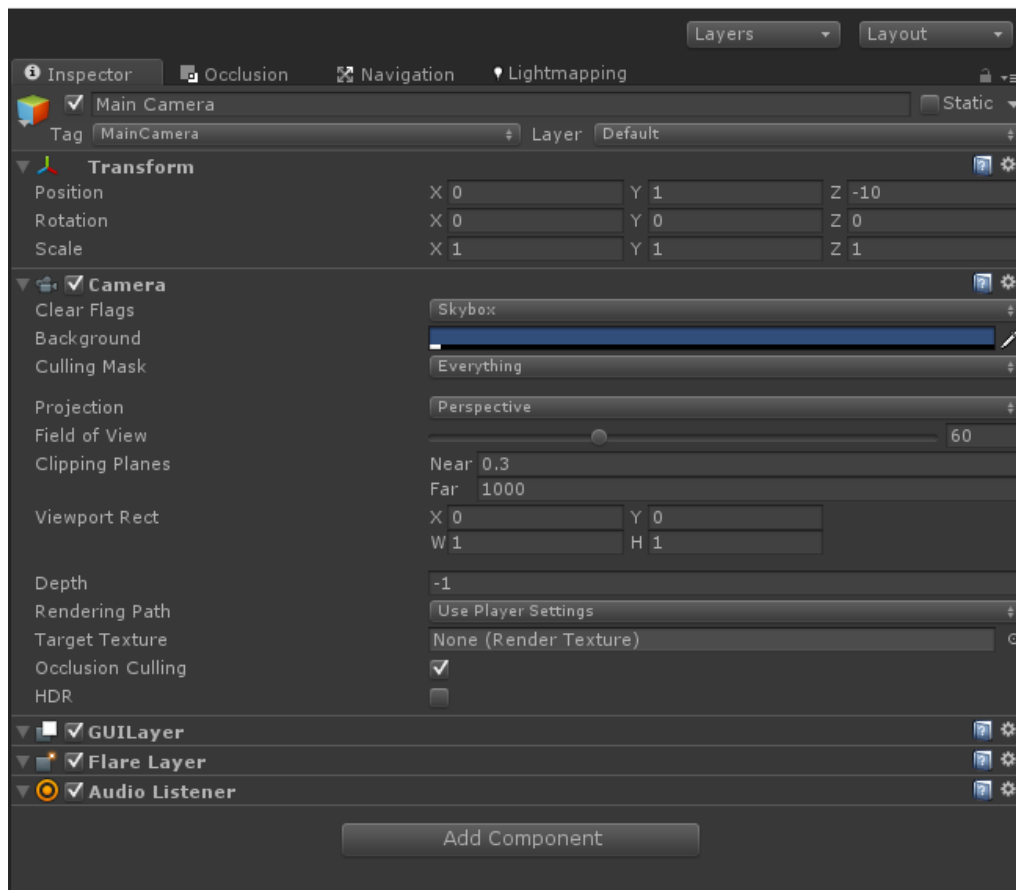 Layers Layout
Inspector Occlusion Navigation Lightmapping
Main Camera Static
Tag MainCamera Layer Default
Transform
Position X 0 Y 1 Z -10
Rotation X 0 Y 0 Z 0
Scale X 1 Y 1 Z 1
Camera
Clear Flags Skybox
Background
Culling Mask Everything
Projection Perspective
Field of View 60
Clipping Planes Near 0.3
Far 1000
Viewport Rect X 0 Y 0
W 1 H 1
Depth -1
Rendering Path Use Player Settings
Target Texture None (Render Texture)
Occlusion Culling
HDR
GUILayer
Flare Layer
Audio Listener
Add Component